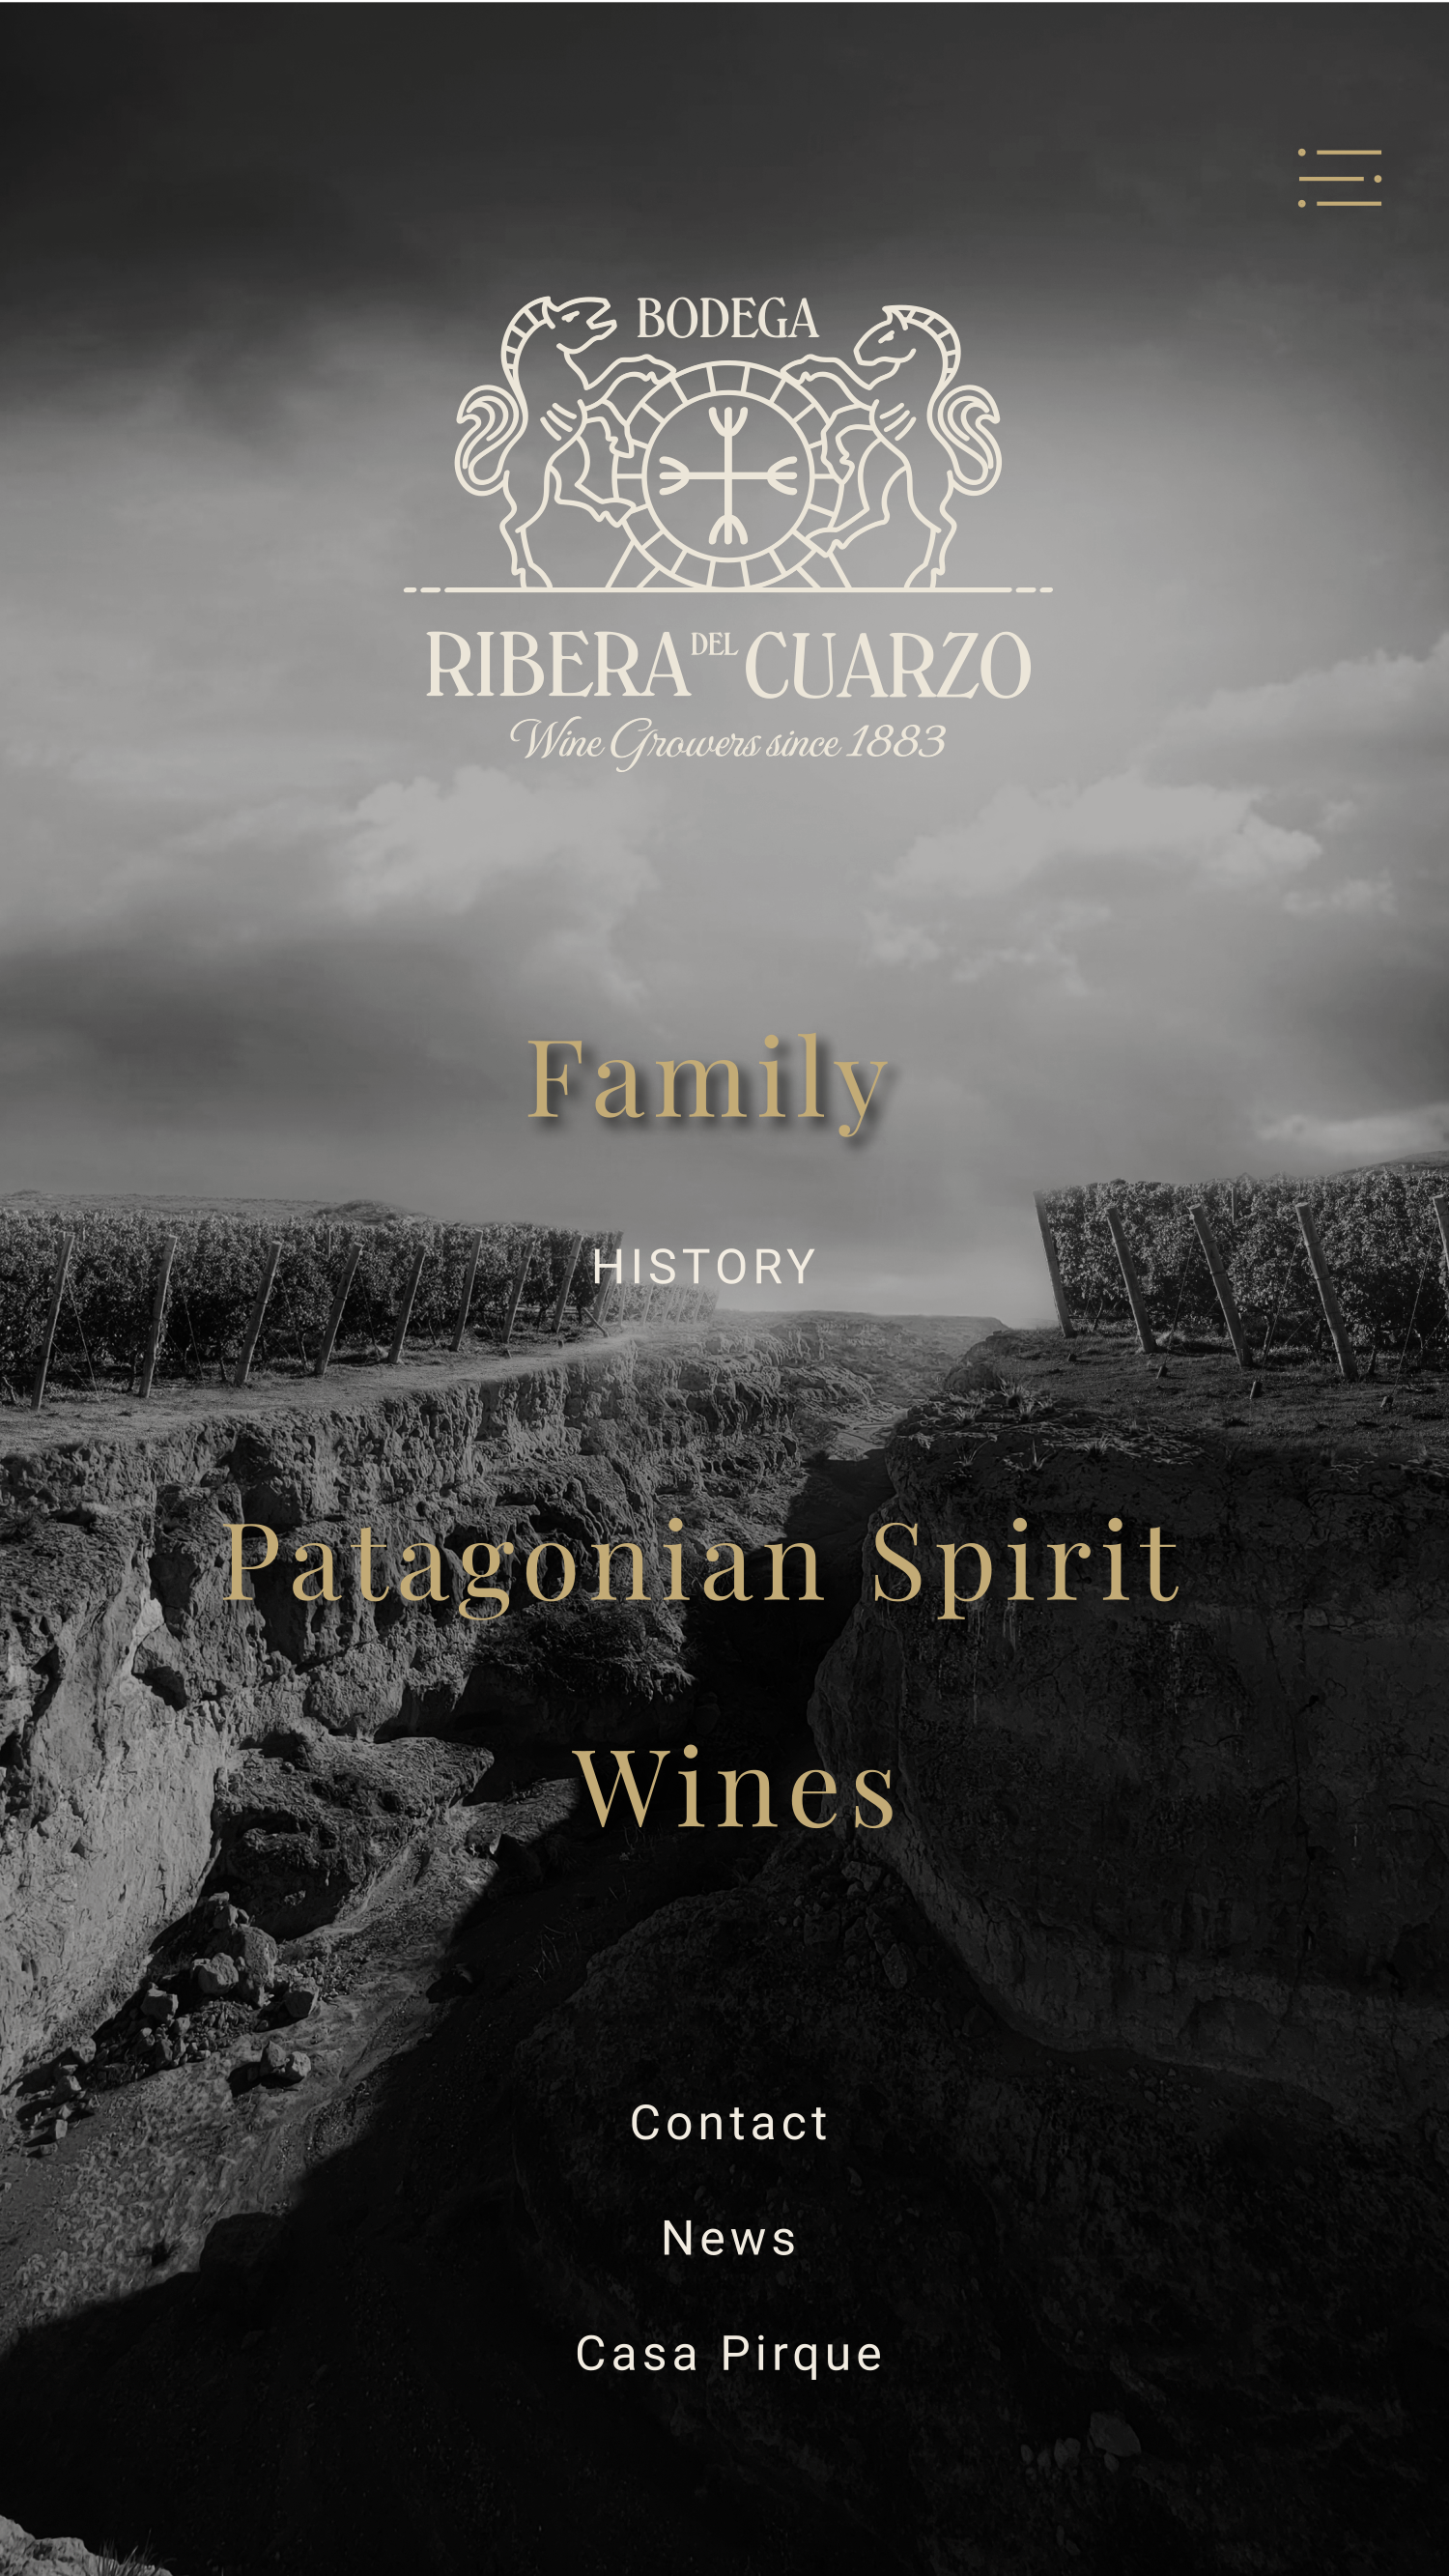 BODEGA
RIBERA DEL CUARZO
Wine Growers since 1883
Family
HISTORY
Patagonian Spirit
Wines
Contact
News
Casa Pirque